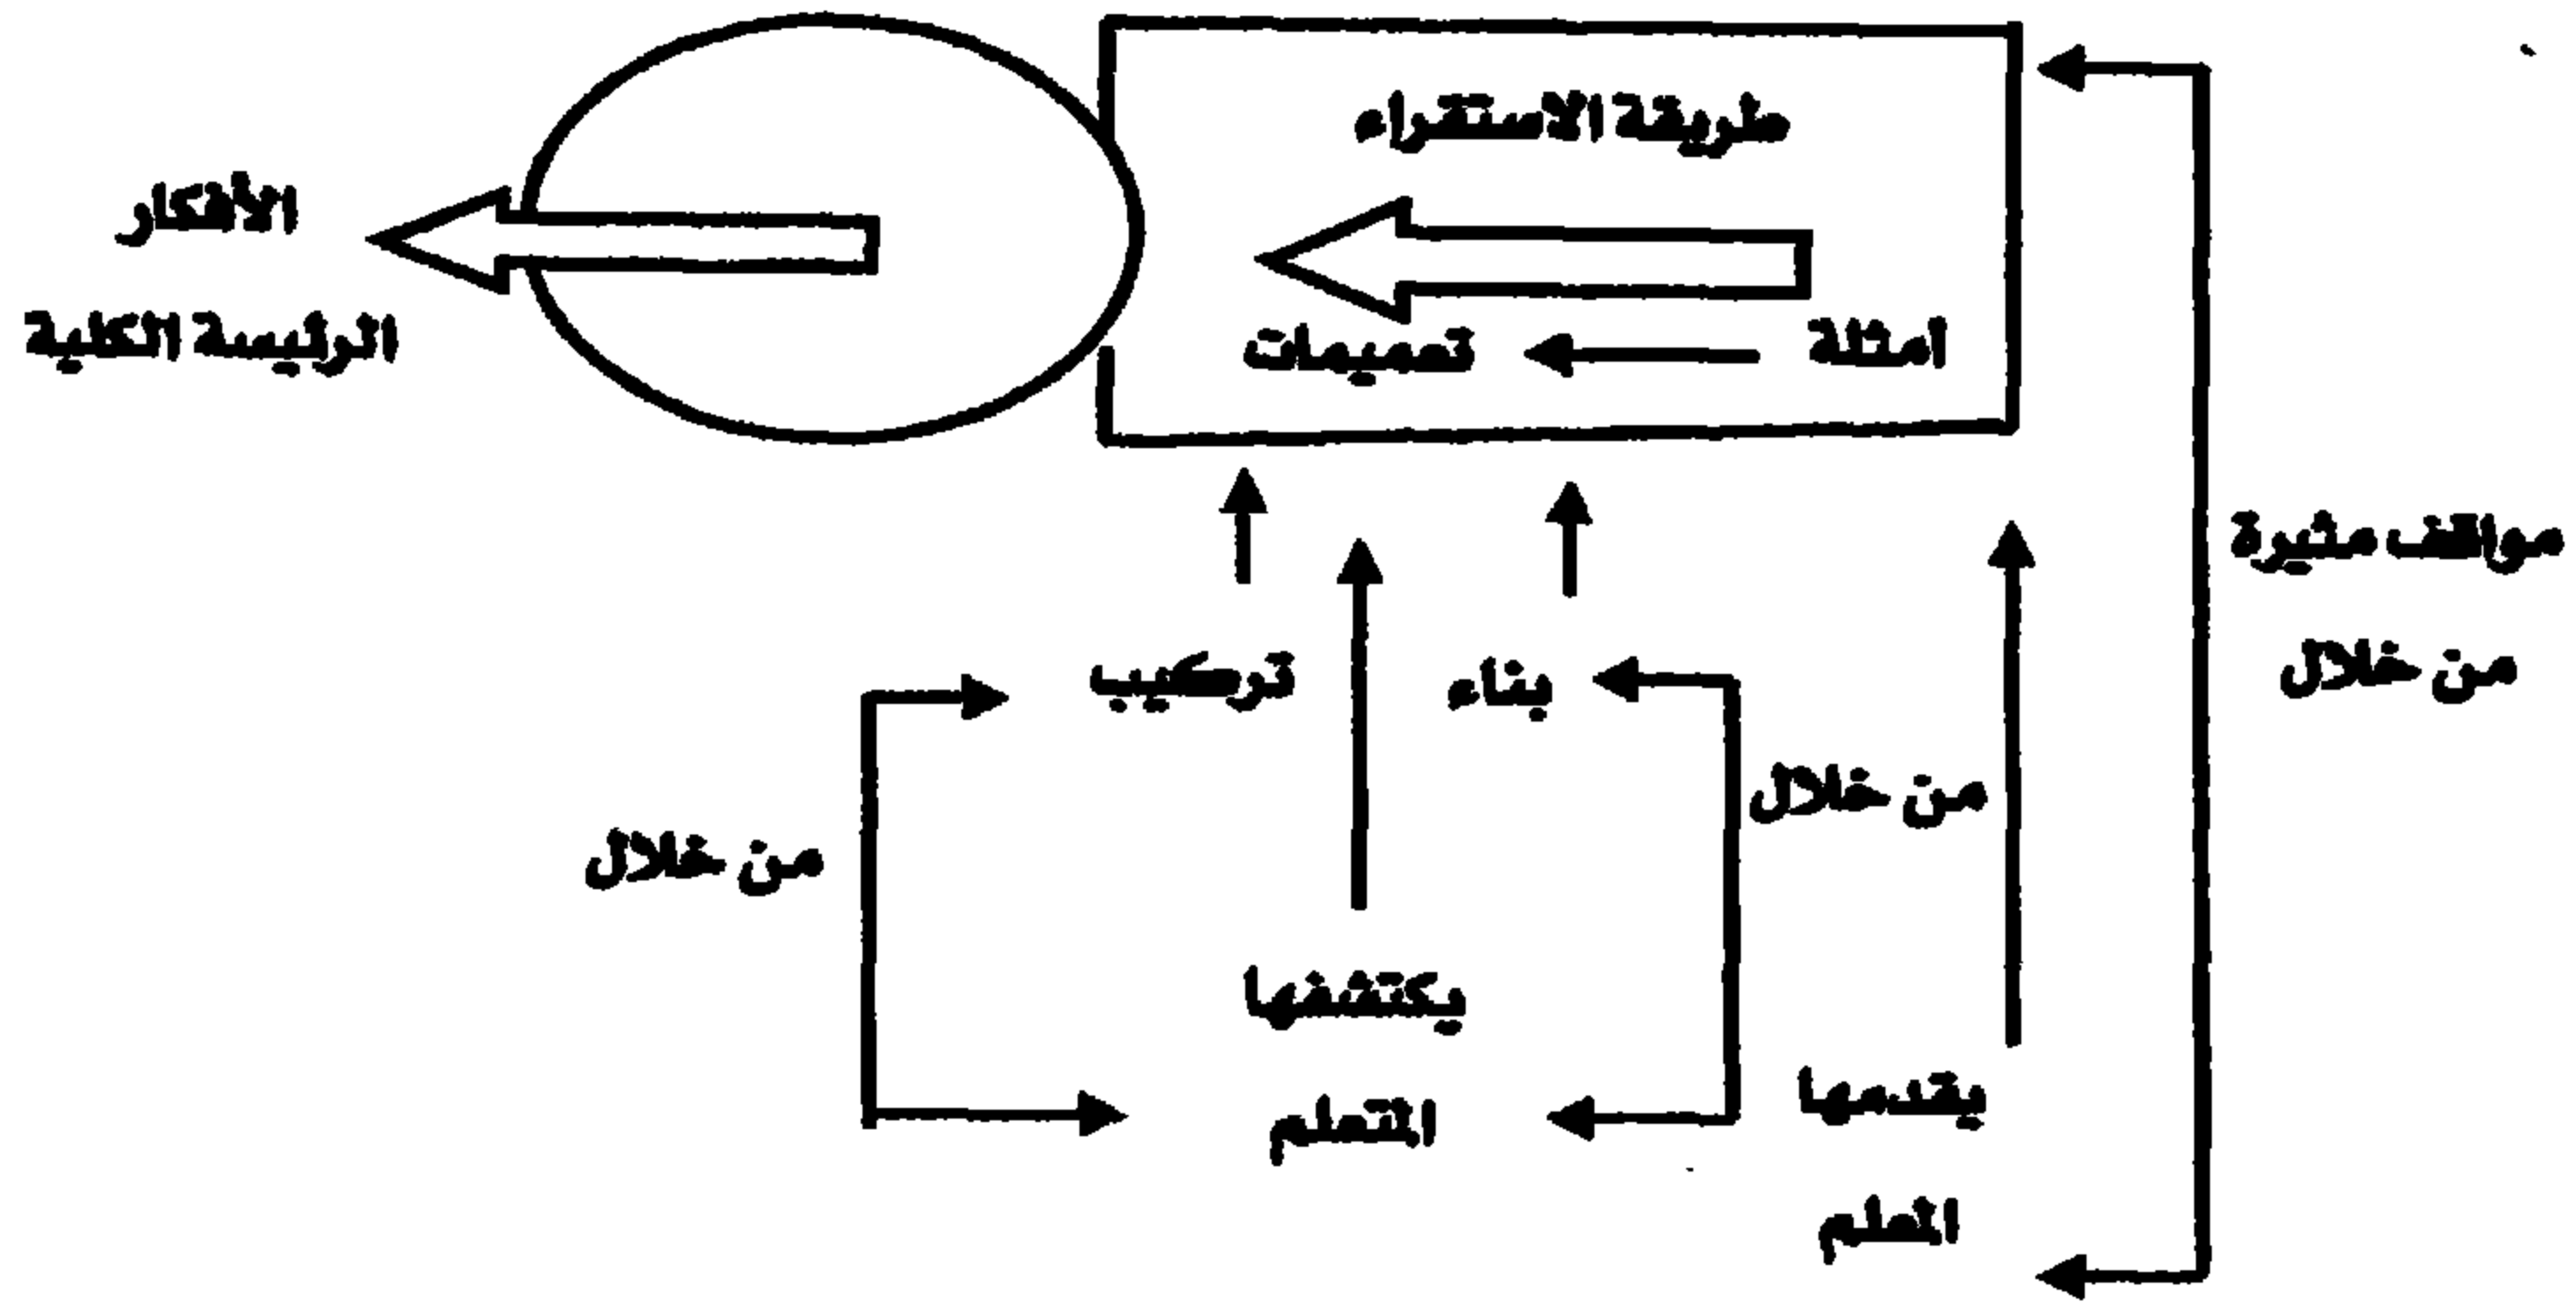 طريقة الاستقراء
أمثلة
تعميمات
الأفكار
الرئيسة الكلية
مواقف مثيرة
من خلال
بناء
تركيب
من خلال
من خلال
يكتشفها
المتعلم
يقدمها
المعلم